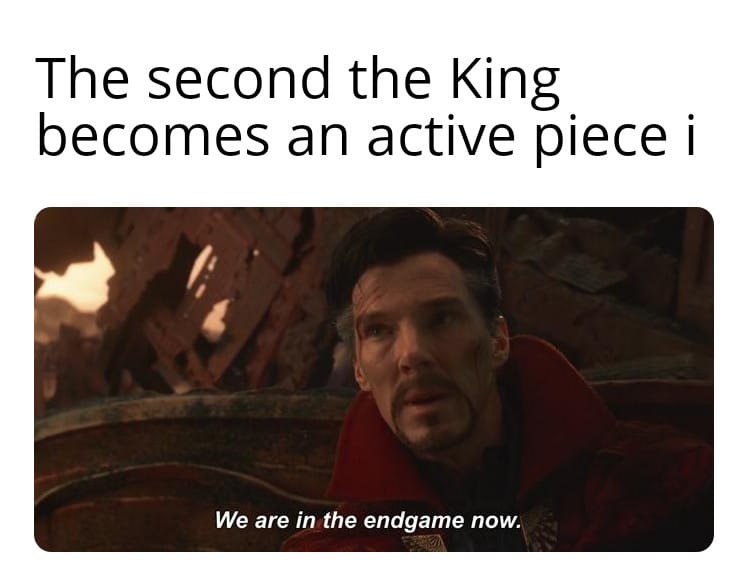 The second the King
becomes an active piece i
We are in the endgame now.